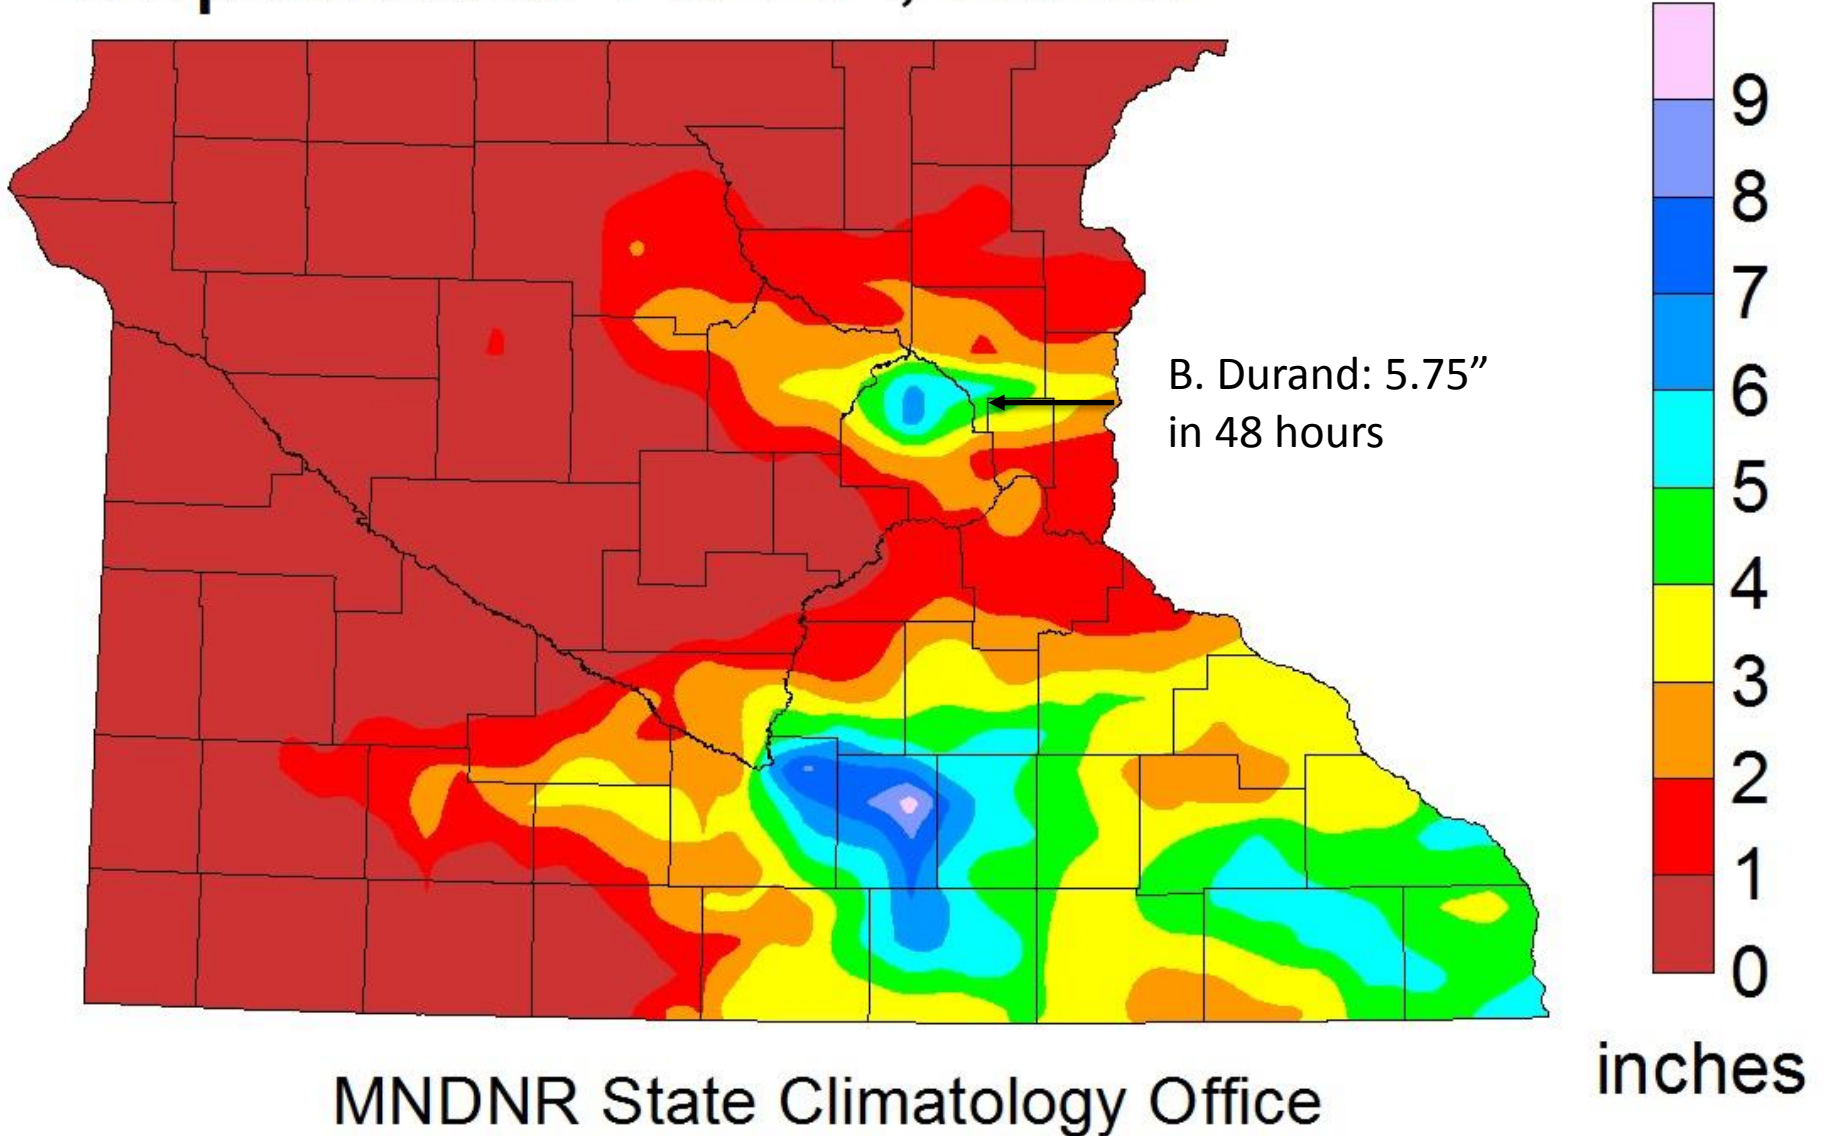 B. Durand: 5.75”
in 48 hours
9
8
7
6
5
4
3
2
1
0
inches
MNDNR State Climatology Office